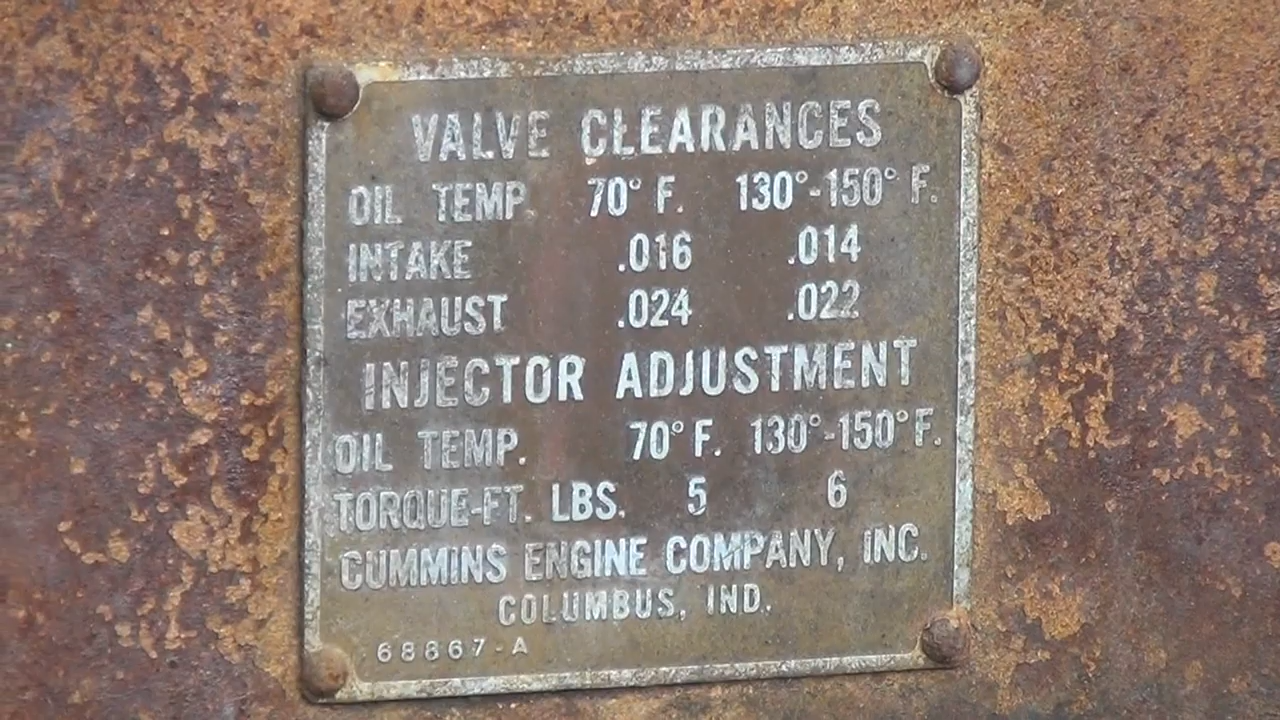 VALVE CLEARANCES
OIL TEMP. 70° F. 130°-150° F.
INTAKE .016 .014
EXHAUST .024 .022
INJECTOR ADJUSTMENT
OIL TEMP. 70° F. 130°-150° F.
TORQUE-FT. LBS. 5 6
CUMMINS ENGINE COMPANY, INC.
COLUMBUS, IND.
68867-A